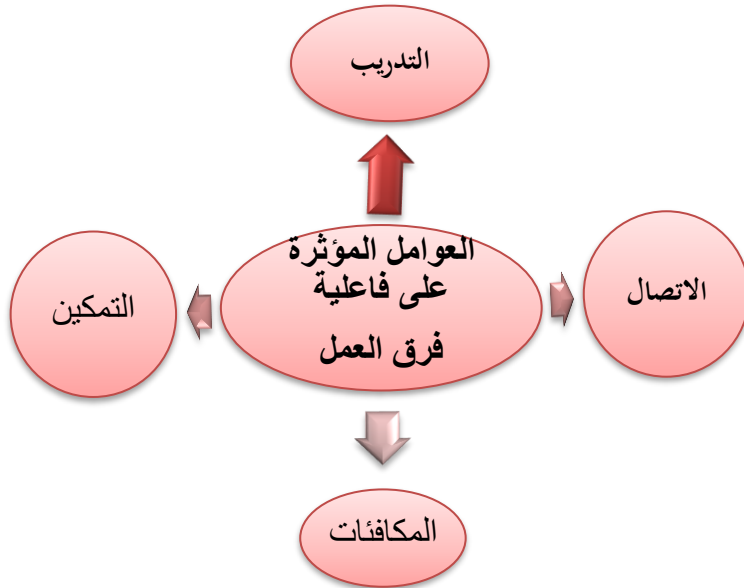 التدريب
العوامل المؤثرة
على فاعلية
فرق العمل
الاتصال
التمكين
المكافئات